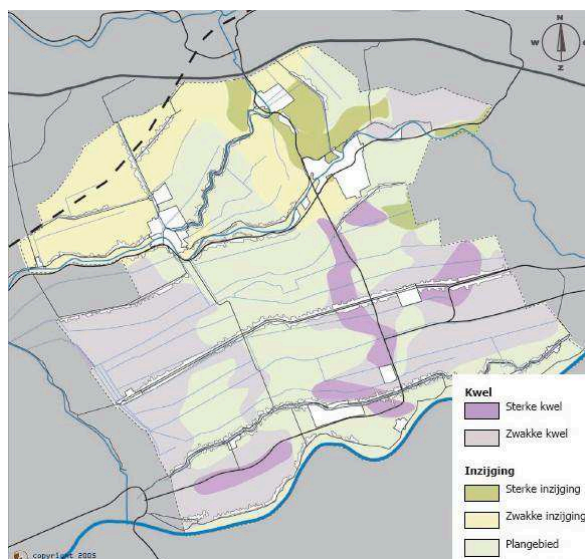 N
W
Z
Kwel
Sterke kwel
Zwakke kwel
Inzijging
Sterke inzijging
Zwakke inzijging
Plangebied
copyright 2005